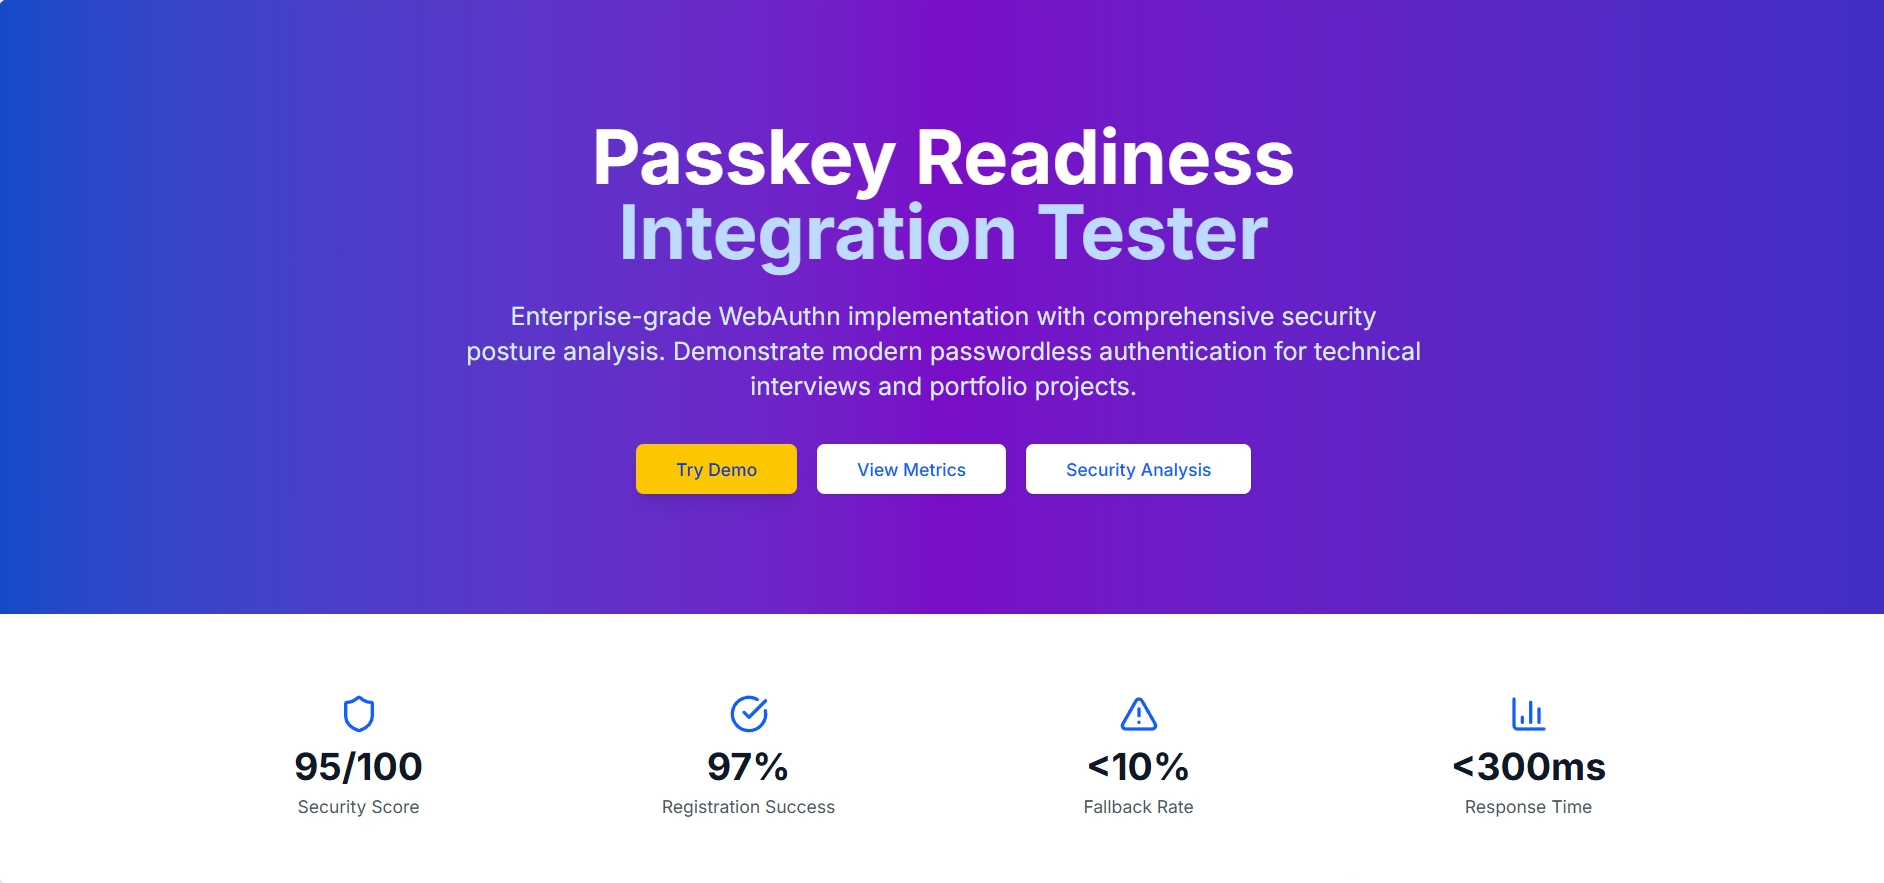 Passkey Readiness
Integration Tester
Enterprise-grade WebAuthn implementation with comprehensive security
posture analysis. Demonstrate modern passwordless authentication for technical
interviews and portfolio projects.
Try Demo
View Metrics
Security Analysis
95/100
Security Score
97%
Registration Success
<10%
Fallback Rate
<300ms
Response Time